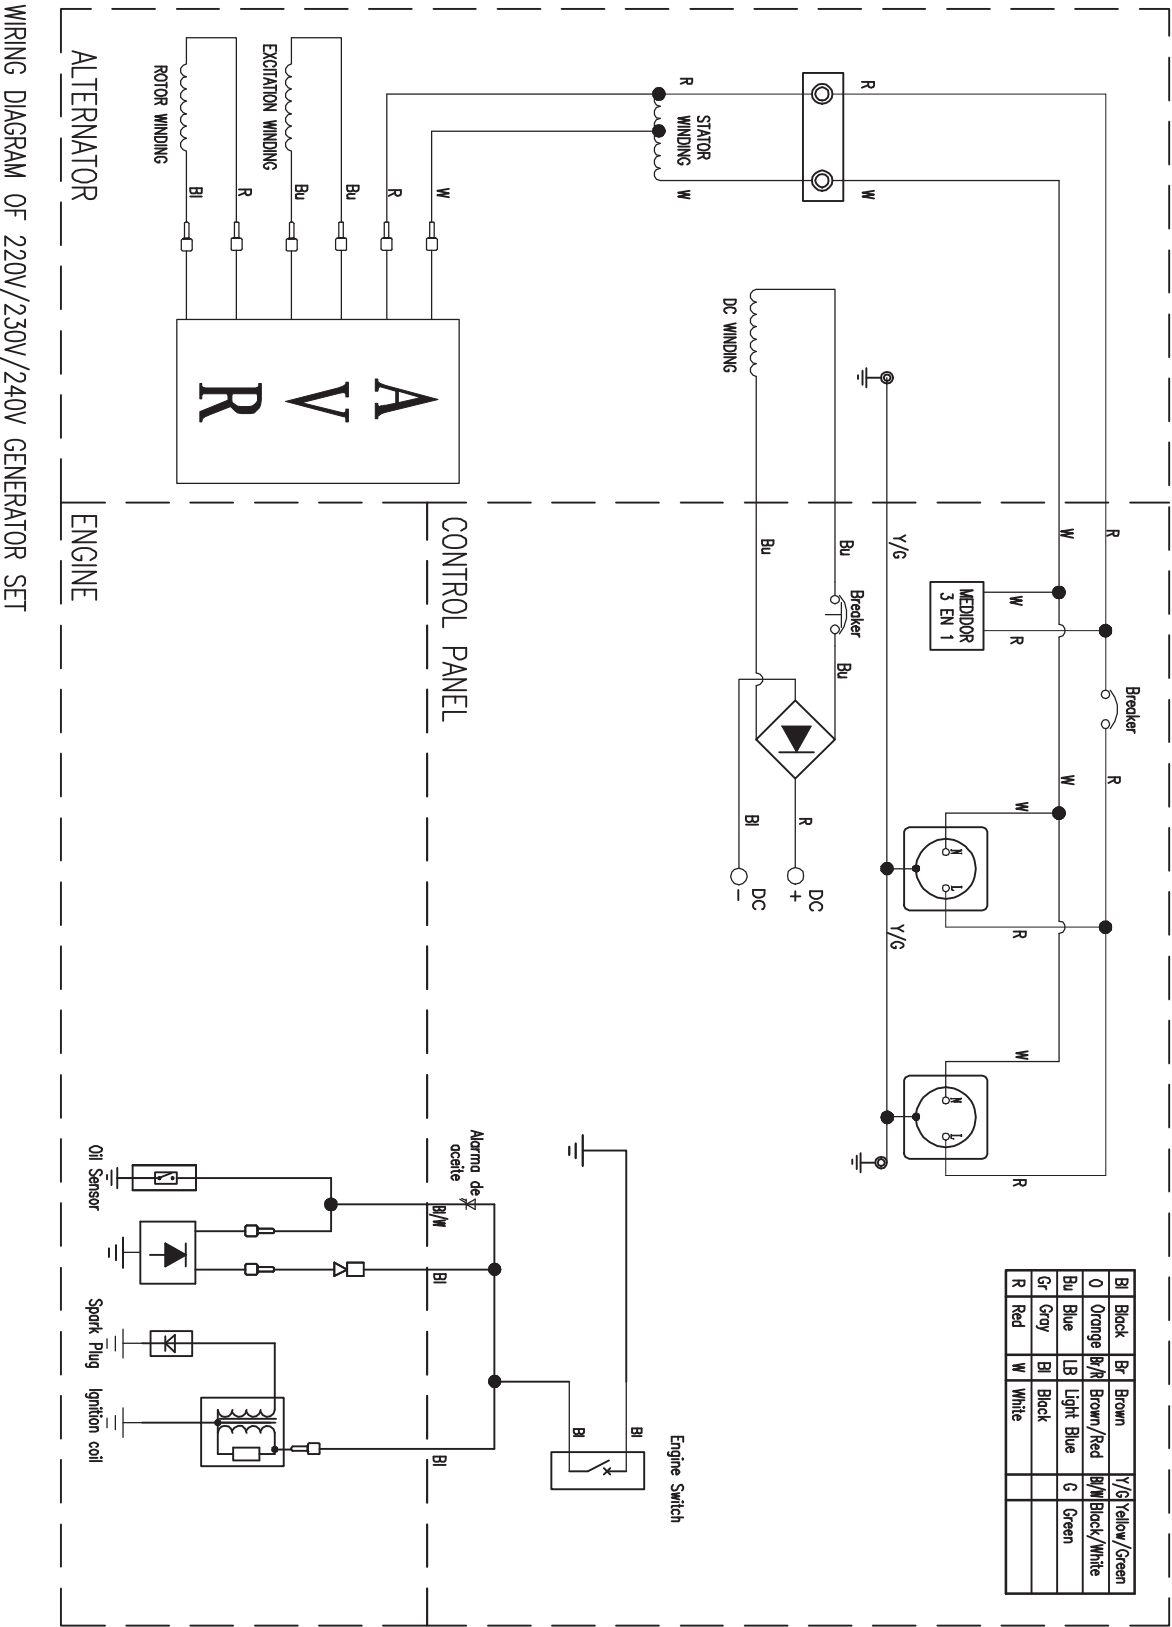 WIRING DIAGRAM OF 220V/230V/240V GENERATOR SET
ALTERNATOR
ROTOR WINDING
EXCITATION WINDING
STATOR
WINDING
DC WINDING
R
W
R
W
Bl
R
Bu
Bu
R
W
A
V
R
CONTROL PANEL
R
W
Y/G
Bu
Bu
MEDIDOR
3 EN 1
W
R
Breaker
Breaker
Bu
R
W
W
N
L
R
R
Bl
DC
+
DC
-
Y/G
W
N
L
R
Bl
Black
Br
Brown
Y/G
Yellow/Green
O
Orange
Br/R
Brown/Red
Bl/W
Black/White
Bu
Blue
LB
Light Blue
G
Green
Gr
Gray
Bl
Black
R
Red
W
White
Engine Switch
Bl
Bl
ENGINE
Alarma de
aceite
Bl/W
Bl
Bl
Oil Sensor
Spark Plug
Ignition coil